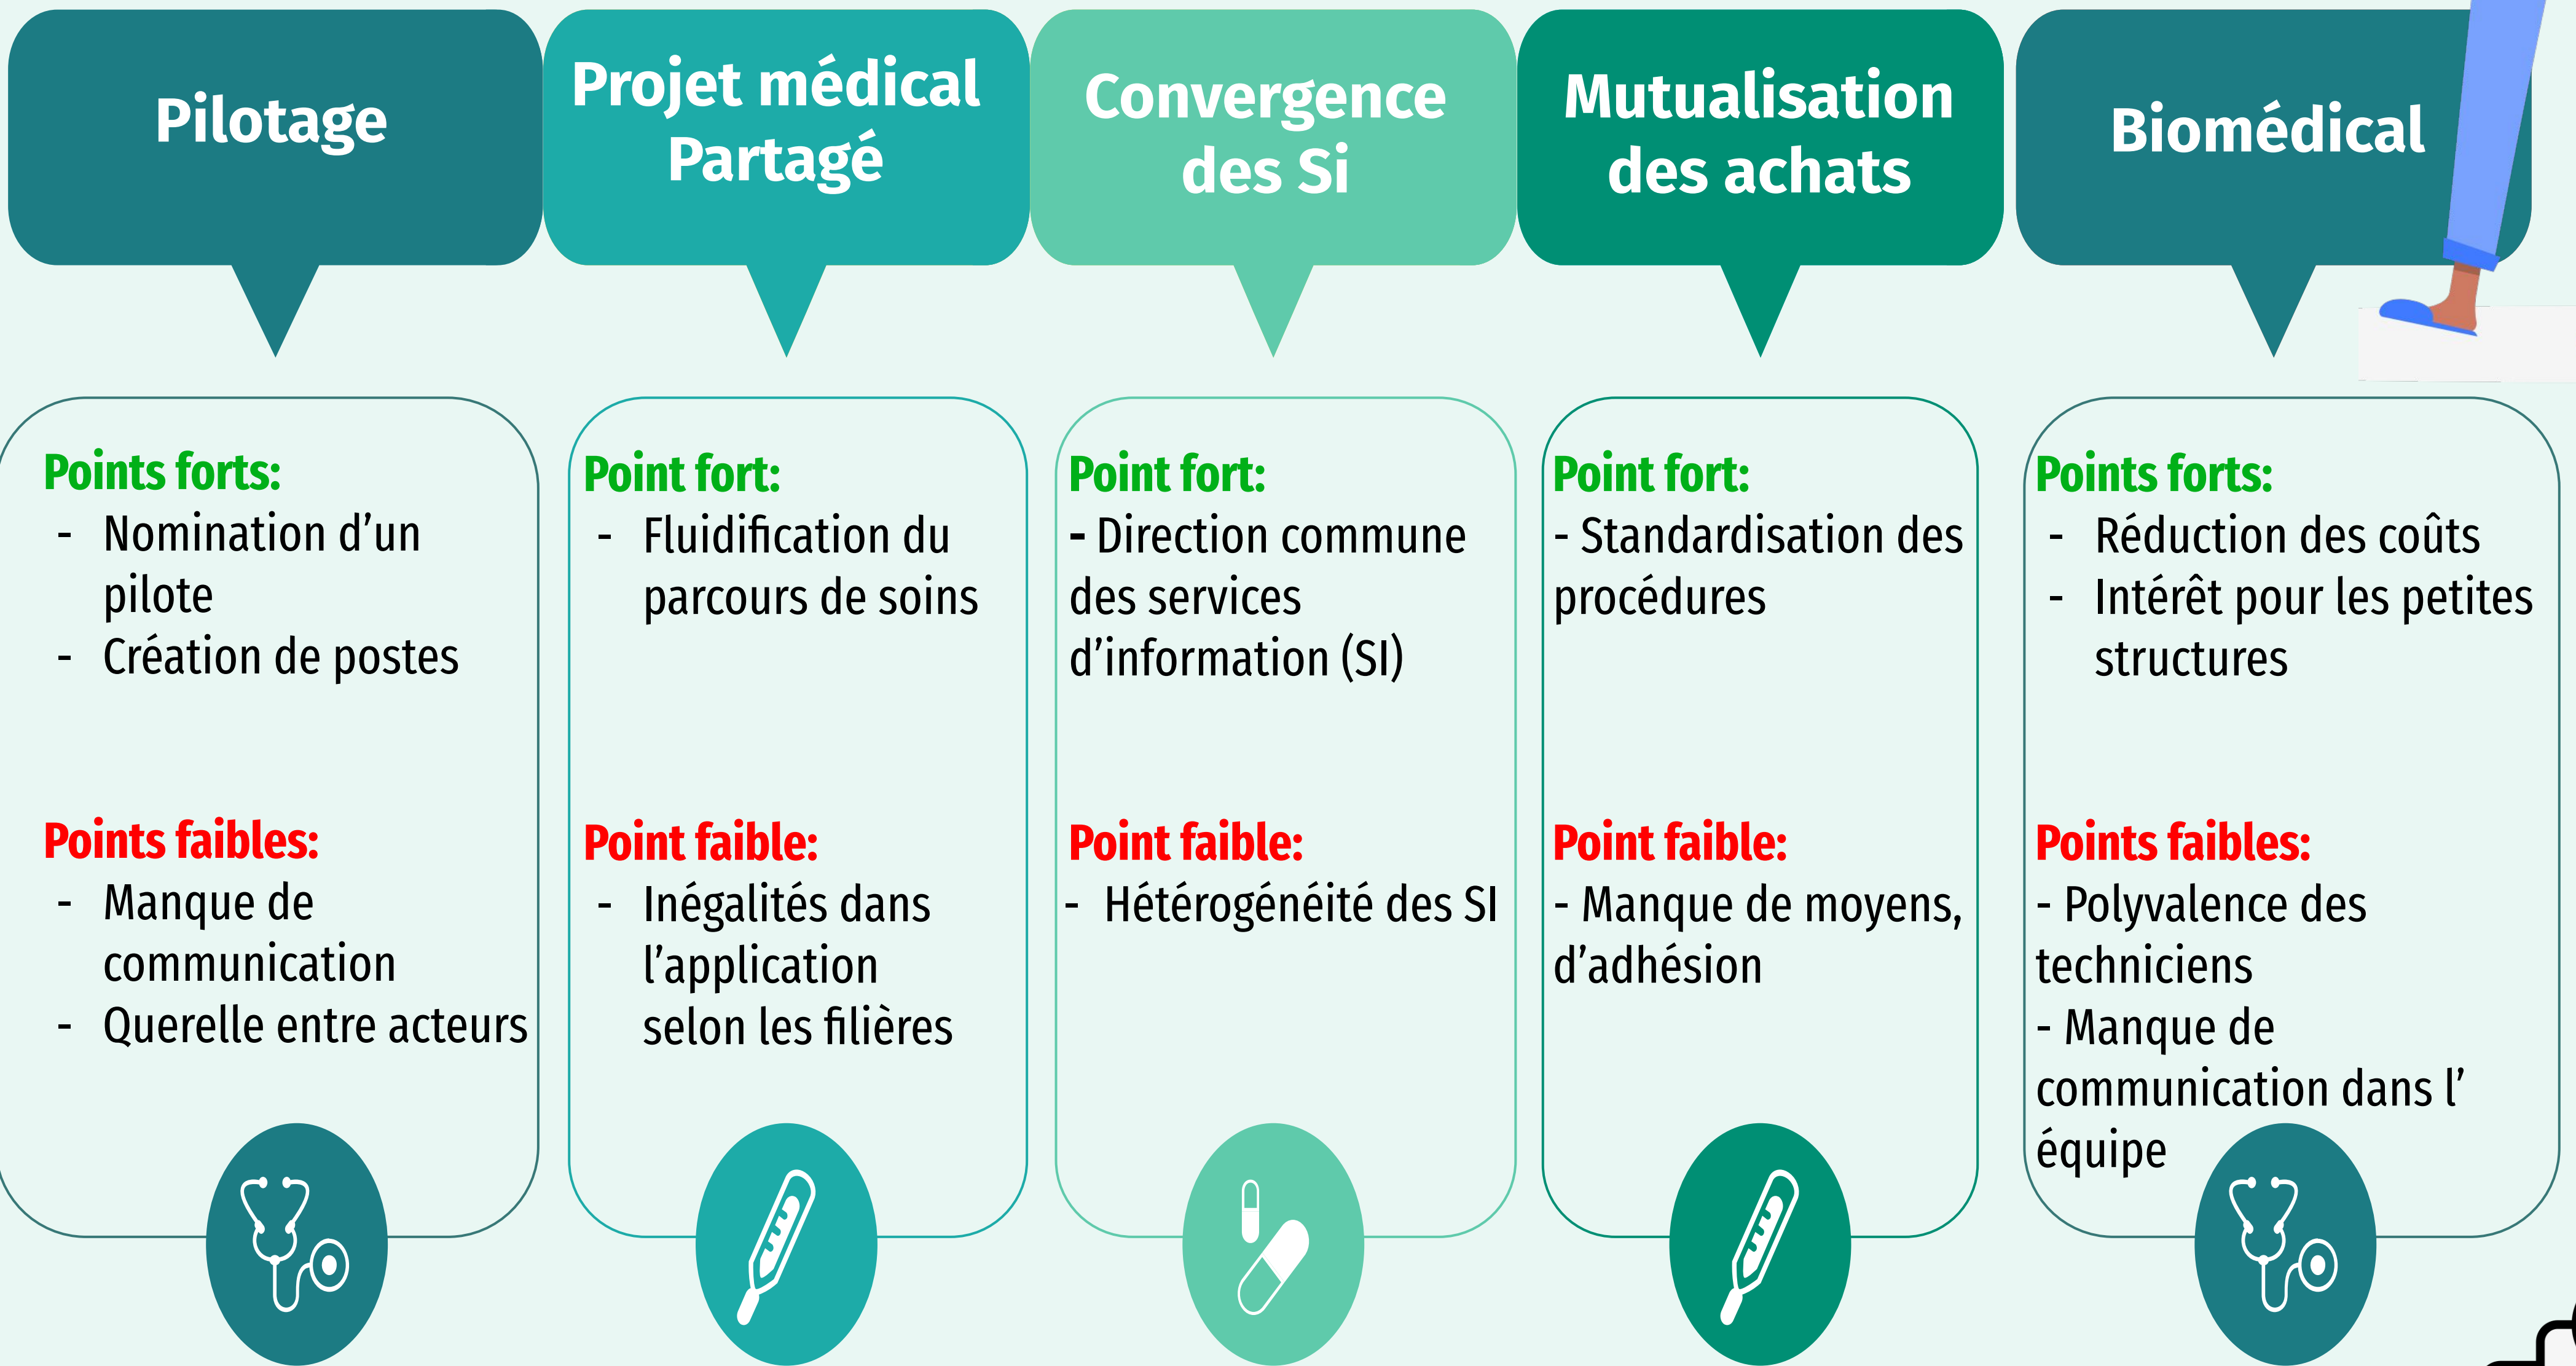 Pilotage
Projet médical
Partagé
Convergence
des Si
Mutualisation
des achats
Biomédical
Points forts:
- Nomination d’un
pilote
- Création de postes
Points faibles:
- Manque de
communication
- Querelle entre acteurs
Point fort:
- Fluidification du
parcours de soins
Point faible:
- Inégalités dans
l’application
selon les filières
Point fort:
- Direction commune
des services
d’information (SI)
Point faible:
- Hétérogénéité des SI
Point fort:
- Standardisation des
procédures
Point faible:
- Manque de moyens,
d’adhésion
Points forts:
- Réduction des coûts
- Intérêt pour les petites
structures
Points faibles:
- Polyvalence des
techniciens
- Manque de
communication dans l’
équipe